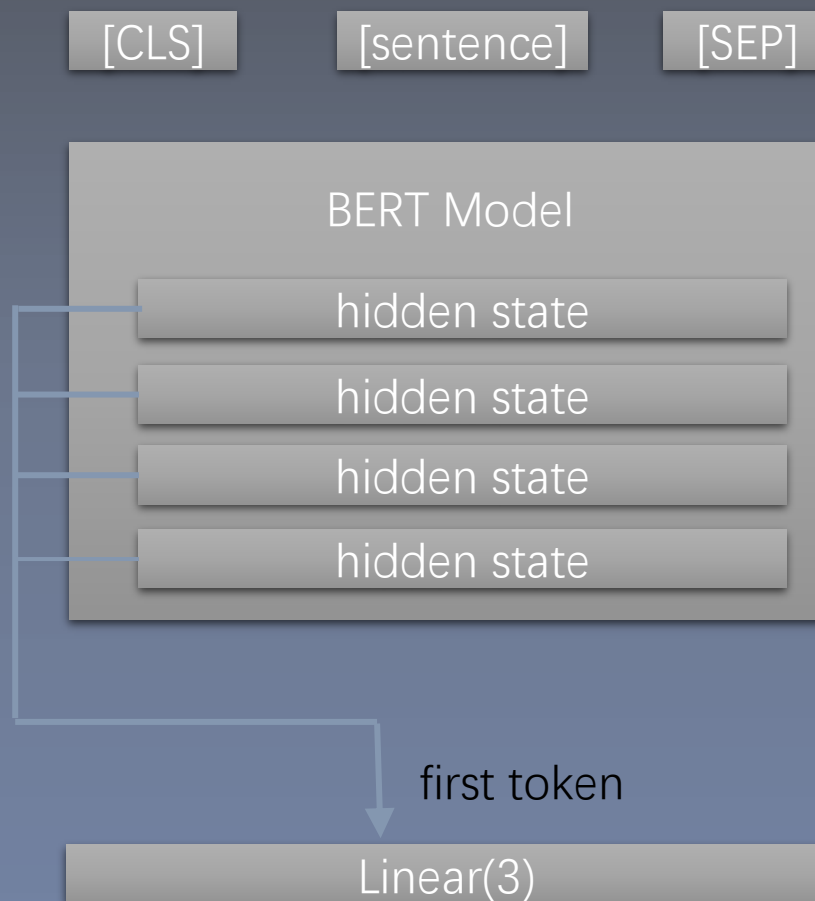 [CLS] [sentence] [SEP]
BERT Model
hidden state
hidden state
hidden state
hidden state
first token
Linear(3)